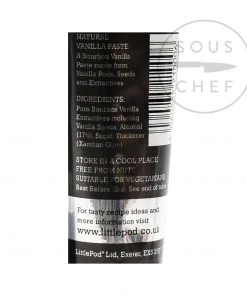 SOUS
CHEF
NATURAL
VANILLA PASTE
A Bourbon Vanilla
Paste made from
Vanilla Pods, Seeds
and Extractives
INGREDIENTS:
Pure Bourbon Vanilla
Extractives including
Vanilla Seeds, Alcohol
(17%), Sugar, Thickener
(Xanthan Gum)
STORE IN A COOL PLACE
FREE FROM NUTS
SUITABLE FOR VEGETARIANS
Best Before End: See end of tube
For tasty recipe ideas and
more information visit
www.littlepod.co.uk
LittlePod Ltd, Exeter, EX5